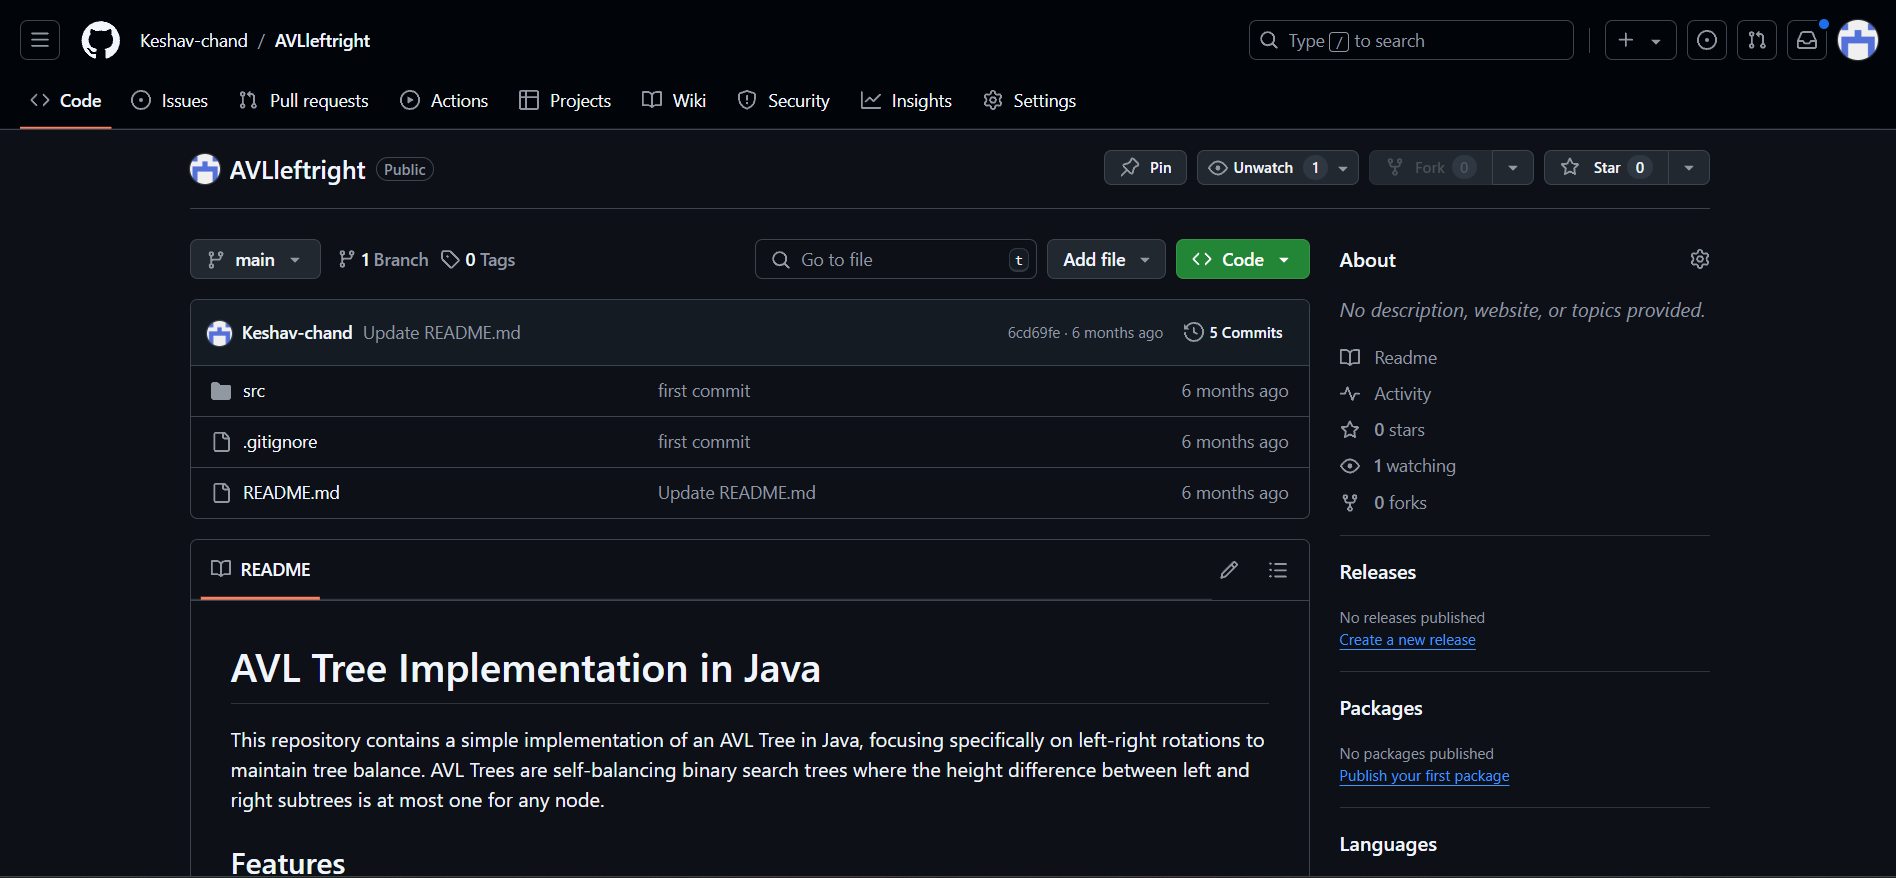 Keshav-chand / AVLleftright
Type / to search
Code Issues Pull requests Actions Projects Wiki Security Insights Settings
AVLleftright Public
Pin Unwatch 1 Fork 0 Star 0
main 1 Branch 0 Tags Go to file t Add file Code
Keshav-chand Update README.md 6cd69fe · 6 months ago 5 Commits
src first commit 6 months ago
.gitignore first commit 6 months ago
README.md Update README.md 6 months ago
README
AVL Tree Implementation in Java
This repository contains a simple implementation of an AVL Tree in Java, focusing specifically on left-right rotations to
maintain tree balance. AVL Trees are self-balancing binary search trees where the height difference between left and
right subtrees is at most one for any node.
Features
About
No description, website, or topics provided.
Readme
Activity
0 stars
1 watching
0 forks
Releases
No releases published
Create a new release
Packages
No packages published
Publish your first package
Languages